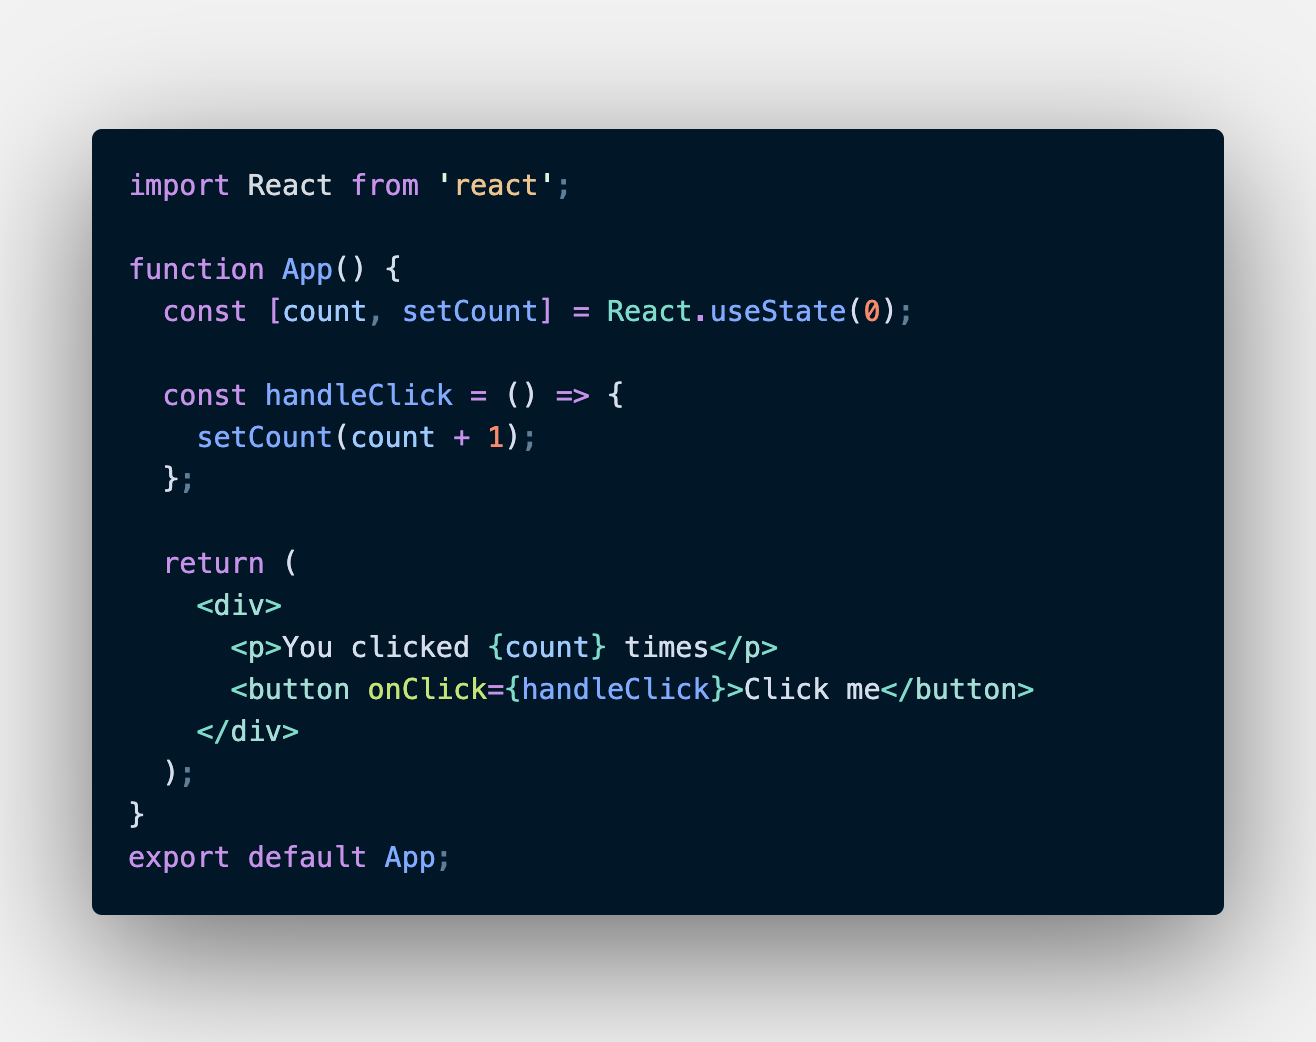 import React from 'react';

function App() {
  const [count, setCount] = React.useState(0);

  const handleClick = () => {
    setCount(count + 1);
  };

  return (
    <div>
      <p>You clicked {count} times</p>
      <button onClick={handleClick}>Click me</button>
    </div>
  );
}
export default App;